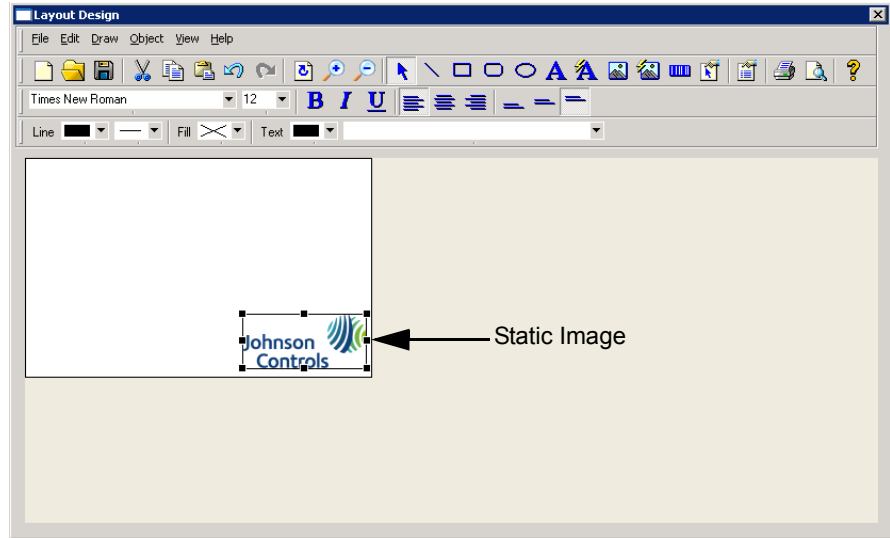 Layout Design
File Edit Draw Object View Help
Times New Roman 12 B I U
Line Fill Text
Johnson
Controls
Static Image